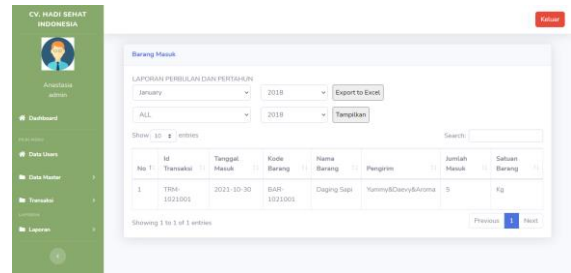 CV. HADI SEHAT
INDONESIA
Keluar
Anastasia
admin
Dashboard
Data Users
Data Master
Transaksi
LAPORAN
Laporan
Barang Masuk
LAPORAN PERBULAN DAN PERTAHUN
January 2018 Export to Excel
ALL 2018 Tampilkan
Show 10 entries Search:
No Id Transaksi Tanggal Masuk Kode Barang Nama Barang Pengirim Jumlah Masuk Satuan Barang
1 TRM-1021001 2021-10-30 BAR-1021001 Daging Sapi Yummy&Daevy&Aroma 5 Kg
Showing 1 to 1 of 1 entries
Previous 1 Next